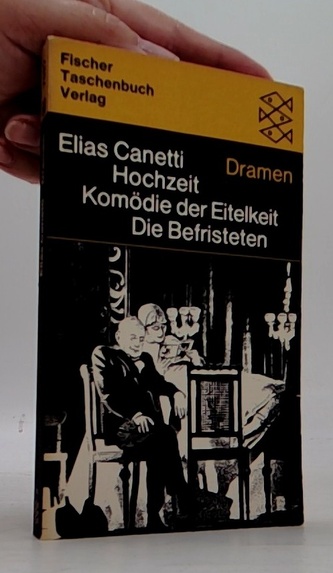 Fischer
Taschenbuch
Verlag
Elias Canetti
Dramen
Hochzeit
Komödie der Eitelkeit
Die Befristeten